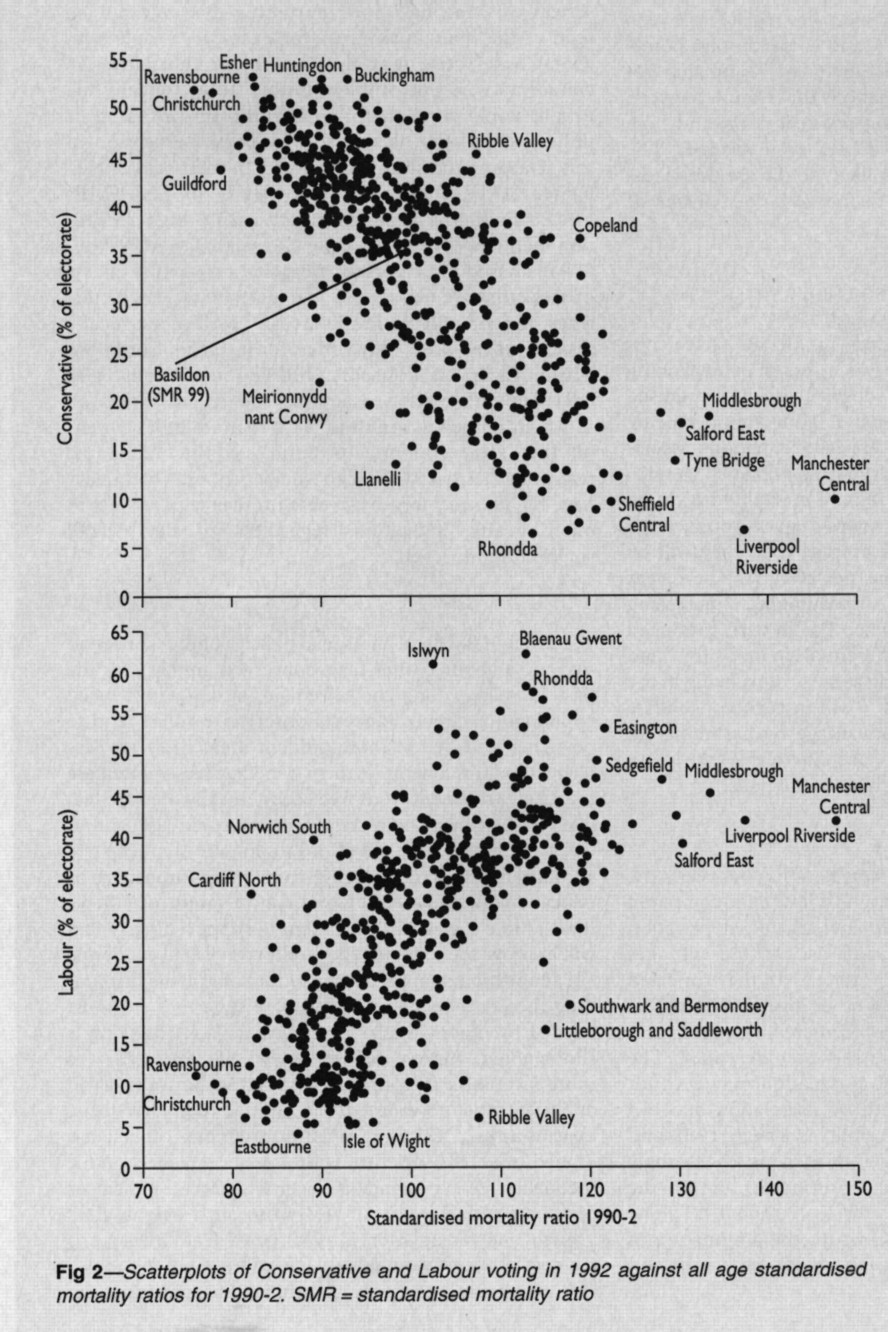 55
50
45
40
35
30
25
20
15
10
5
0
Conservative (% of electorate)
Esher
Huntingdon
Ravensbourne
Buckingham
Christchurch
Ribble Valley
Guildford
Copeland
Basildon
(SMR 99)
Meirionnydd
nant Conwy
Middlesbrough
Salford East
Llanelli
Tyne Bridge
Manchester
Central
Sheffield
Central
Rhondda
Liverpool
Riverside
65
60
55
50
45
40
35
30
25
20
15
10
5
0
Labour (% of electorate)
Islwyn
Blaenau Gwent
Rhondda
Easington
Sedgefield
Middlesbrough
Manchester
Central
Norwich South
Liverpool Riverside
Salford East
Cardiff North
Southwark and Bermondsey
Littleborough and Saddleworth
Ravensbourne
Christchurch
Ribble Valley
Eastbourne
Isle of Wight
70 80 90 100 110 120 130 140 150
Standardised mortality ratio 1990-2
Fig 2—Scatterplots of Conservative and Labour voting in 1992 against all age standardised
mortality ratios for 1990-2. SMR = standardised mortality ratio